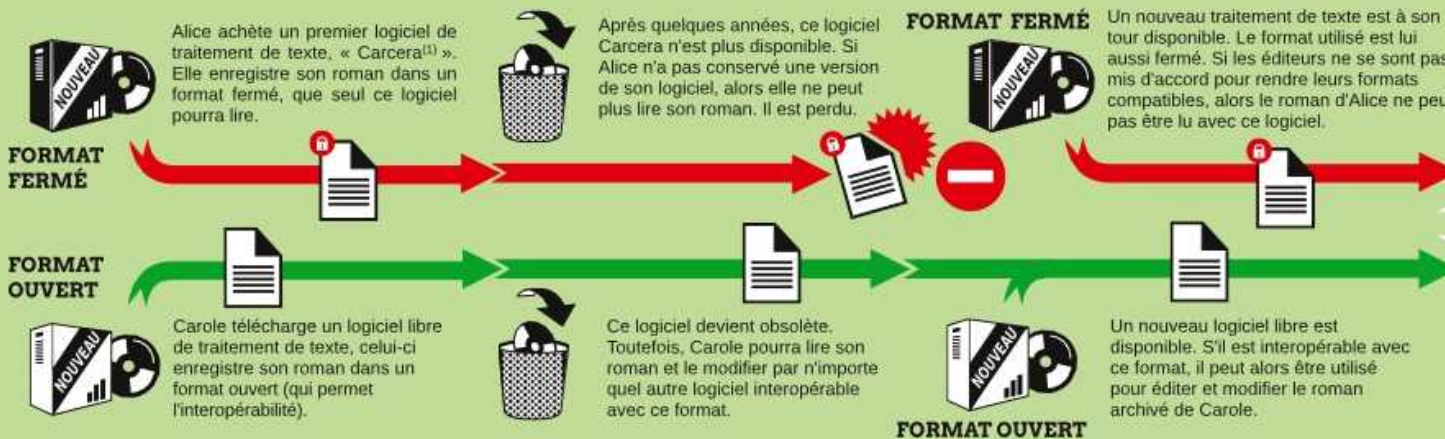 Alice achète un premier logiciel de
traitement de texte, « Carcera(1) ».
Elle enregistre son roman dans un
format fermé, que seul ce logiciel
pourra lire.
Après quelques années, ce logiciel
Carcera n'est plus disponible. Si
Alice n'a pas conservé une version
de son logiciel, alors elle ne peut
plus lire son roman. Il est perdu.
FORMAT FERMÉ
Un nouveau traitement de texte est à son
tour disponible. Le format utilisé est lui
aussi fermé. Si les éditeurs ne se sont pas
mis d'accord pour rendre leurs formats
compatibles, alors le roman d'Alice ne peu
pas être lu avec ce logiciel.
NOUVEAU
NOUVEAU
FORMAT
FERMÉ
FORMAT
OUVERT
NOUVEAU
Carole télécharge un logiciel libre
de traitement de texte, celui-ci
enregistre son roman dans un
format ouvert (qui permet
l'interopérabilité).
Ce logiciel devient obsolète.
Toutefois, Carole pourra lire son
roman et le modifier par n'importe
quel autre logiciel interopérable
avec ce format.
NOUVEAU
FORMAT OUVERT
Un nouveau logiciel libre est
disponible. S'il est interopérable avec
ce format, il peut alors être utilisé
pour éditer et modifier le roman
archivé de Carole.